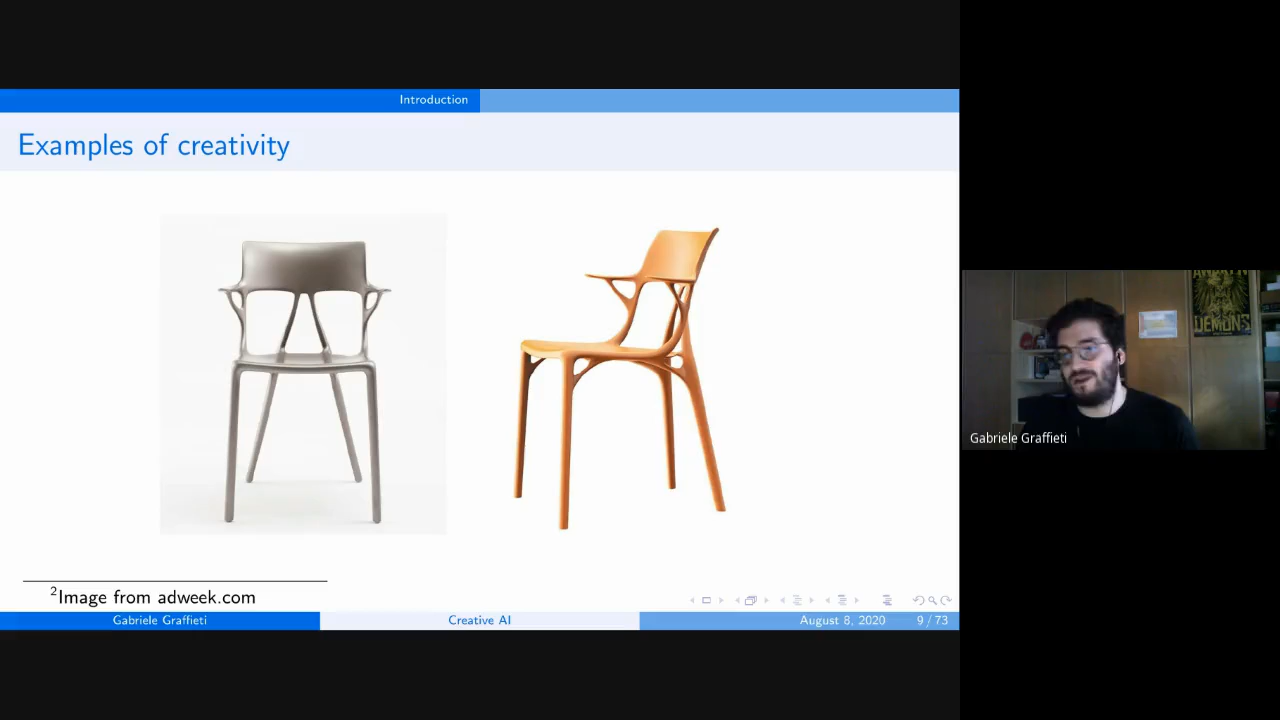 Introduction
Examples of creativity
2Image from adweek.com
Gabriele Graffieti
Creative AI
August 8, 2020
9 / 73
DEMONS
Gabriele Graffieti